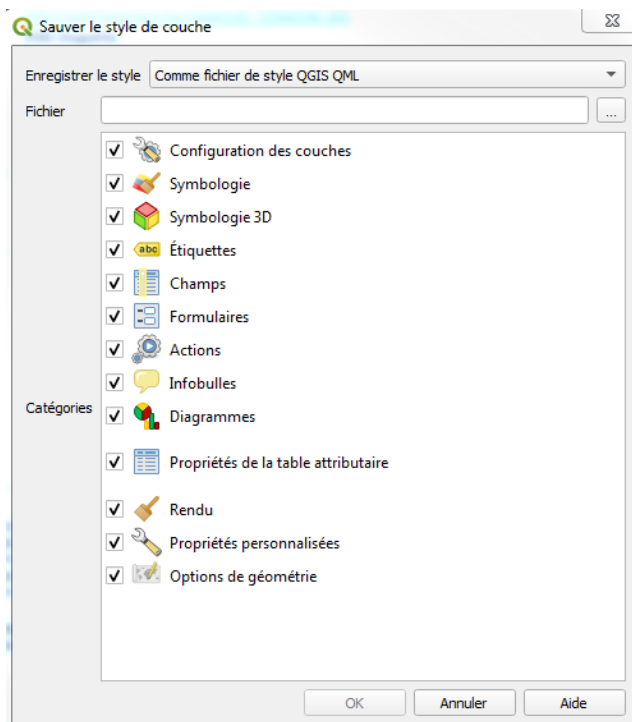 Sauver le style de couche
Enregistrer le style Comme fichier de style QGIS QML
Fichier ...
Configuration des couches
Symbologie
Symbologie 3D
abc Étiquettes
Champs
Formulaires
Actions
Infobulles
Catégories
Diagrammes
Propriétés de la table attributaire
Rendu
Propriétés personnalisées
Options de géométrie
OK Annuler Aide